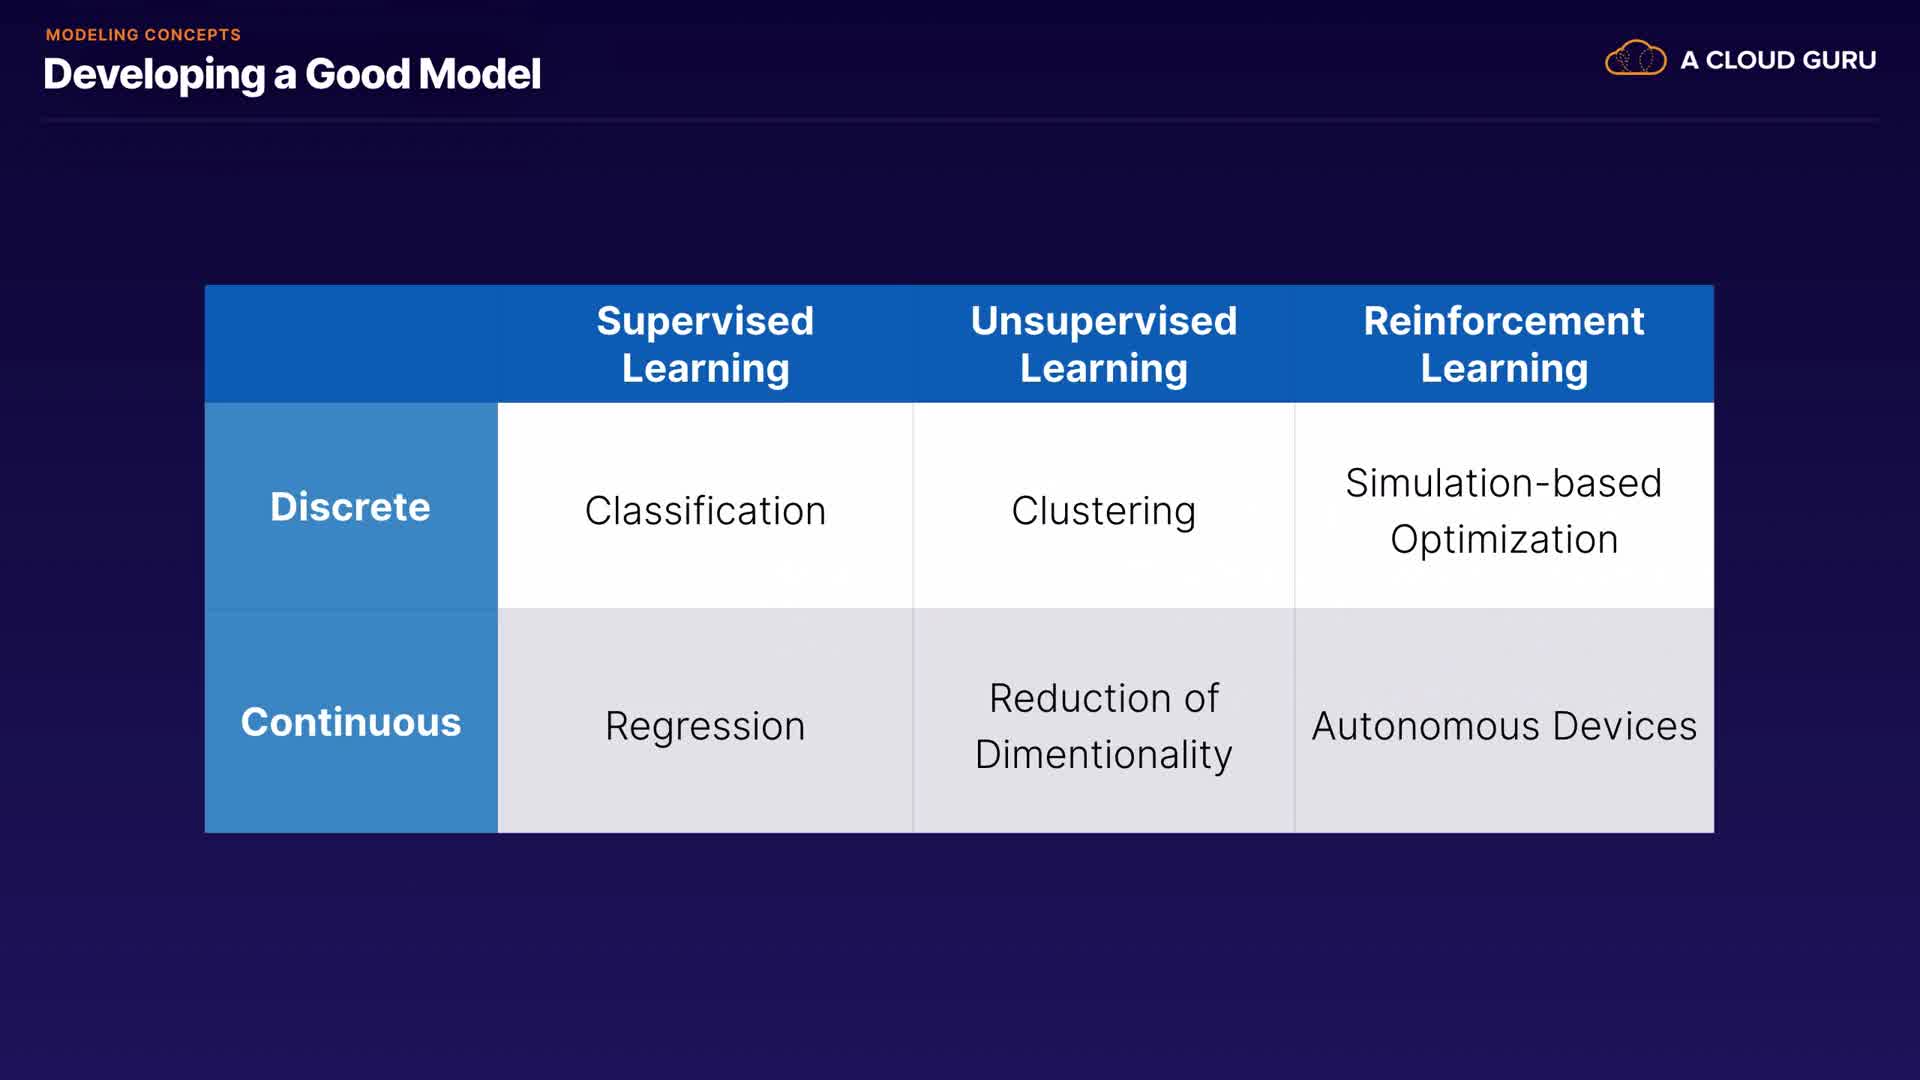 MODELING CONCEPTS
Developing a Good Model
A CLOUD GURU
Supervised
Learning
Unsupervised
Learning
Reinforcement
Learning
Discrete
Classification
Clustering
Simulation-based
Optimization
Continuous
Regression
Reduction of
Dimentionality
Autonomous Devices